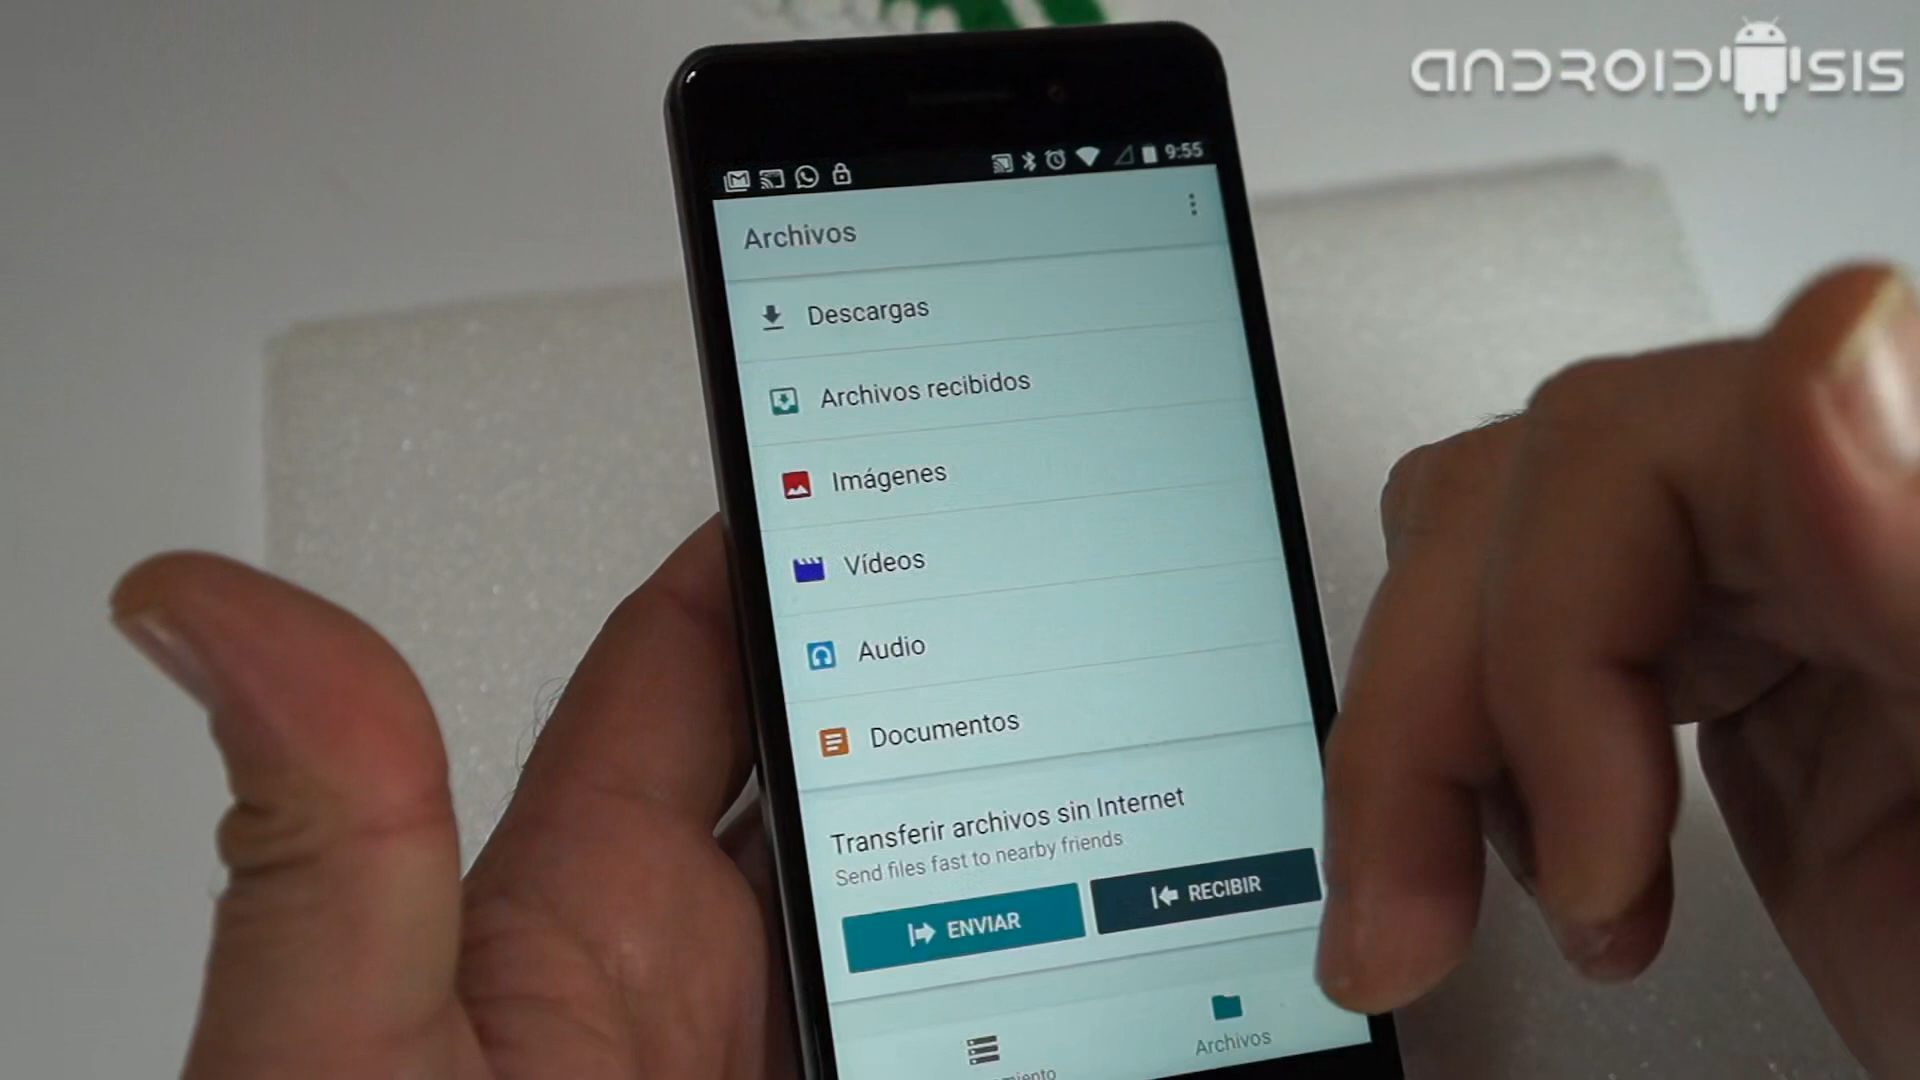 ANDROIDSIS
9:55
Archivos
Descargas
Archivos recibidos
Imágenes
Vídeos
Audio
Documentos
Transferir archivos sin Internet
Send files fast to nearby friends
ENVIAR
RECIBIR
Archivos